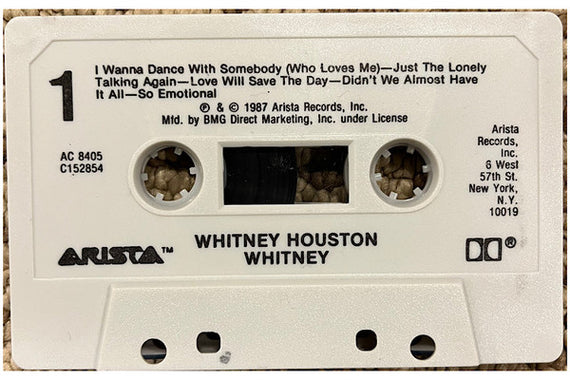 1
I Wanna Dance With Somebody (Who Loves Me)—Just The Lonely
Talking Again—Love Will Save The Day—Didn't We Almost Have
It All—So Emotional
℗ & © 1987 Arista Records, Inc.
Mfd. by BMG Direct Marketing, Inc. under License
AC 8405
C152854
Arista
Records,
Inc.
6 West
57th St.
New York,
N.Y.
10019
ARISTA™
WHITNEY HOUSTON
WHITNEY
®